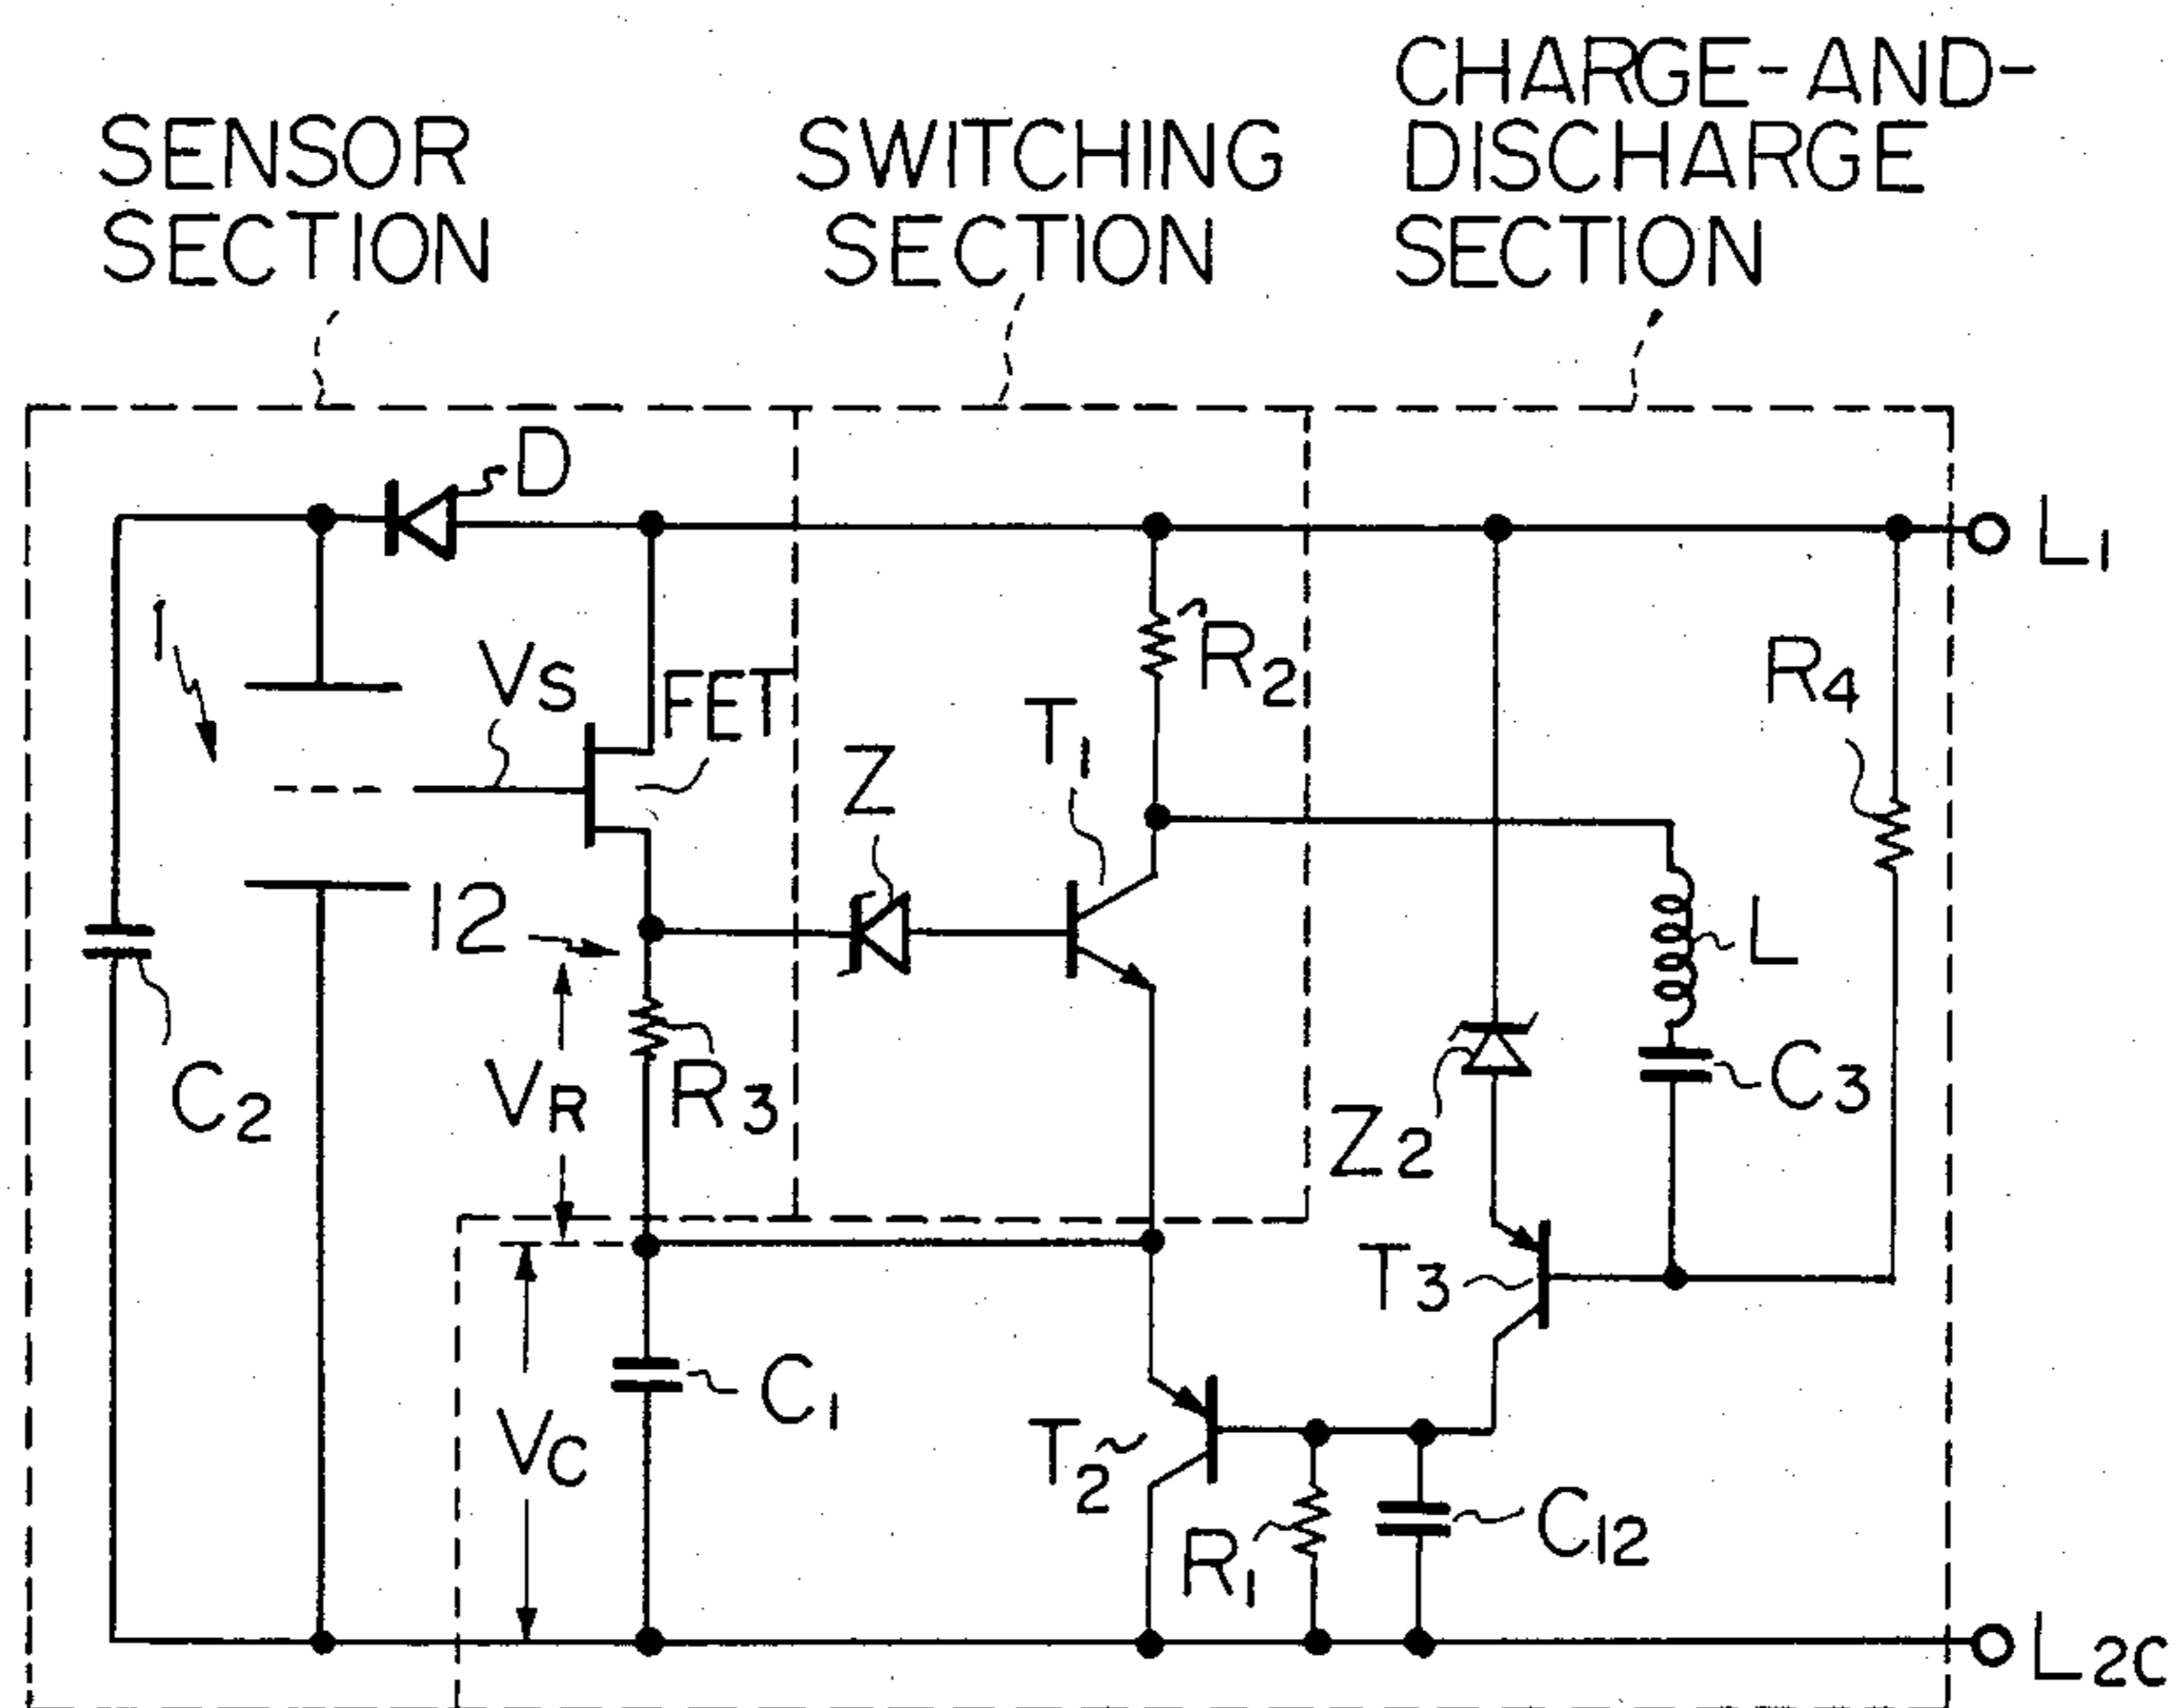 SENSOR
SECTION
SWITCHING
SECTION
CHARGE-AND-
DISCHARGE
SECTION
D
L1
1
VS
FET
R2
R4
T1
Z
12
L
C2
VR
R3
Z2
C3
T3
C1
VC
T2
R1
C12
L2C